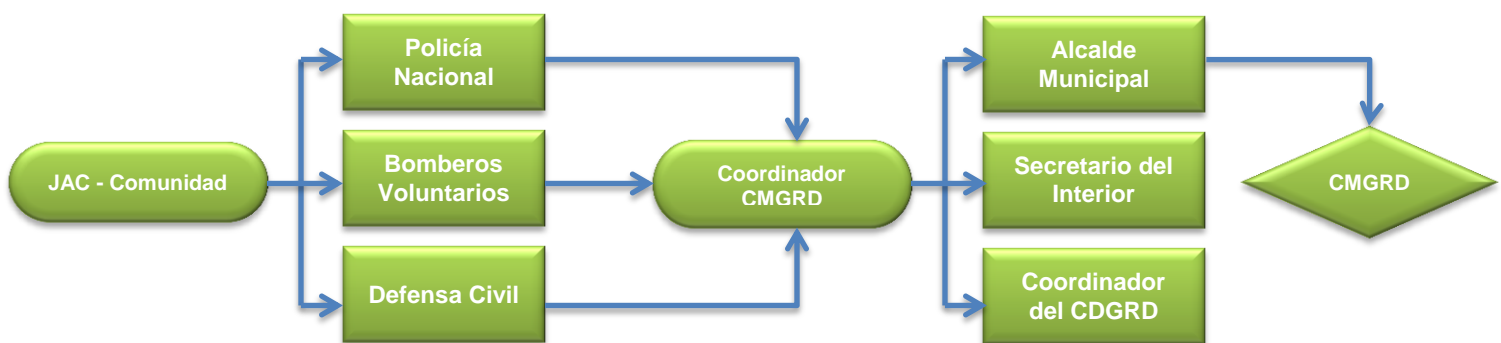 JAC - Comunidad
Policía
Nacional
Bomberos
Voluntarios
Defensa Civil
Coordinador
CMGRD
Alcalde
Municipal
Secretario del
Interior
Coordinador
del CDGRD
CMGRD